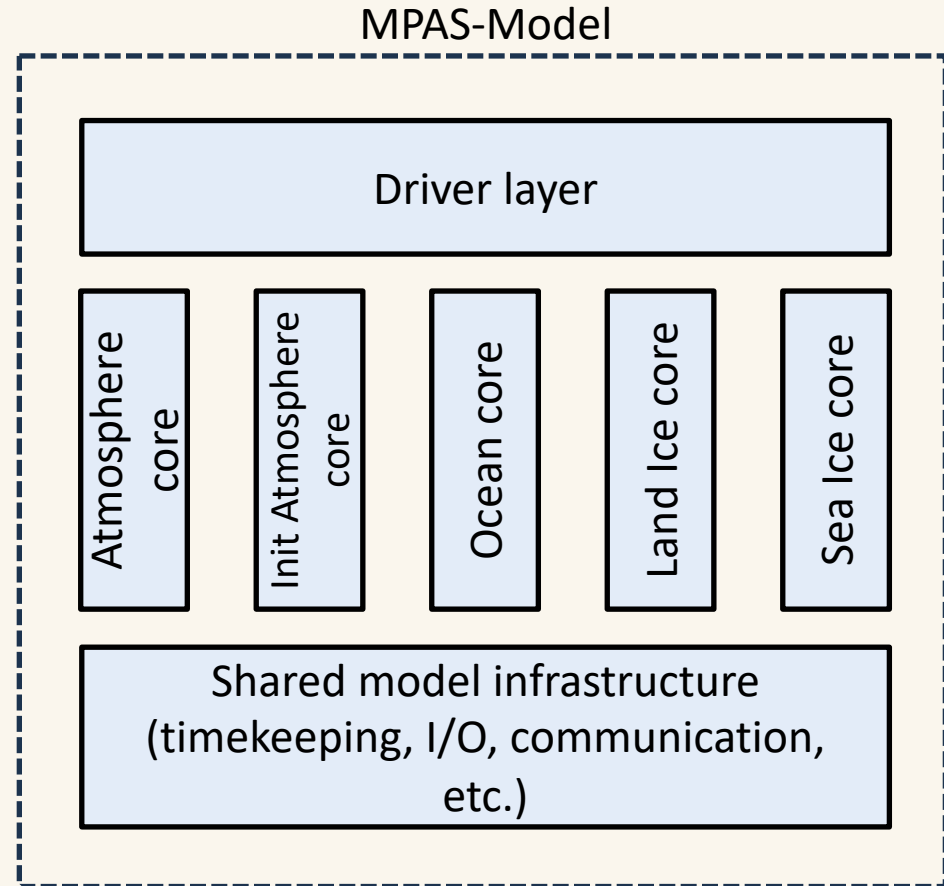 MPAS-Model
Driver layer
Atmosphere
core
Init Atmosphere
core
Ocean core
Land Ice core
Sea Ice core
Shared model infrastructure
(timekeeping, I/O, communication,
etc.)